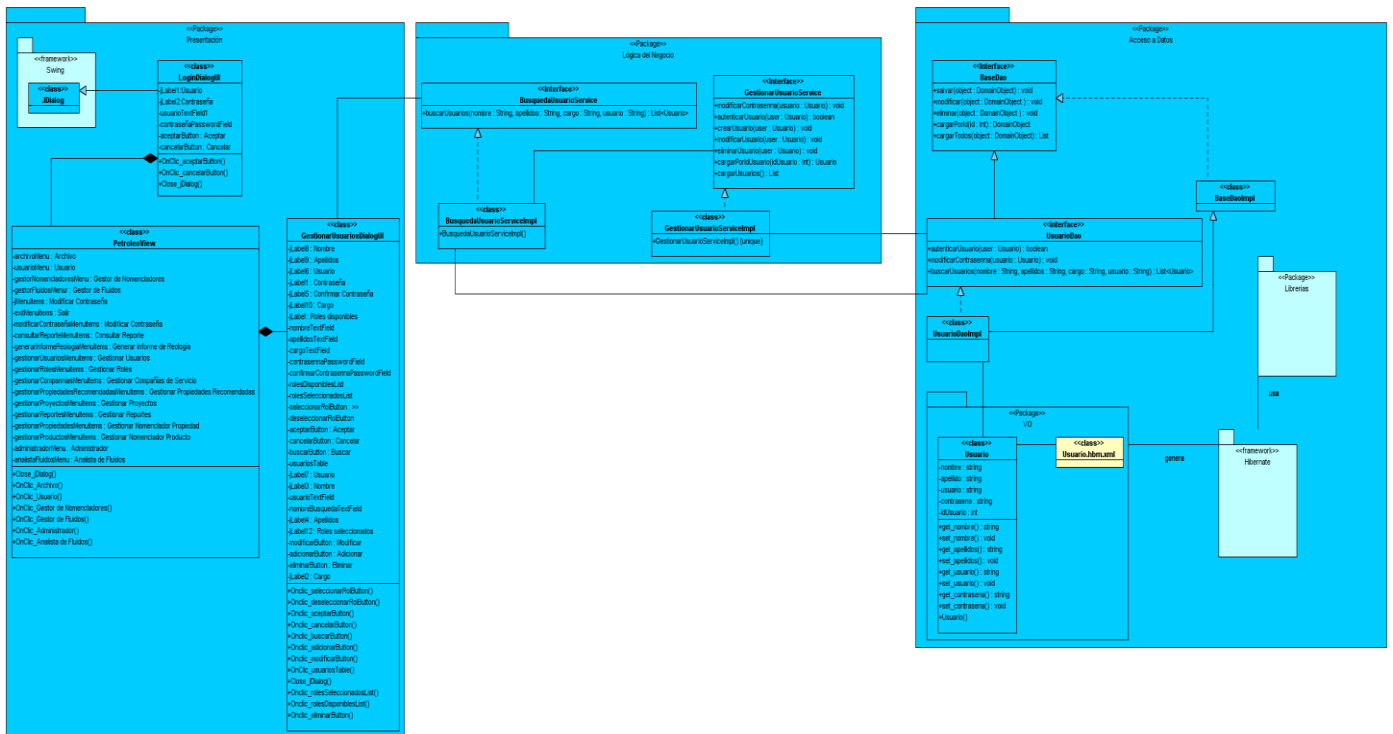 <<Package>>
Presentación
<<framework>>
Swing
<<class>>
JDialog
<<class>>
LoginDialogUI
-jLabel1:Usuario
-jLabel2:Contraseña
-usuarioTextField1
-contraseñaPasswordField
-aceptarButton : Aceptar
-cancelarButton : Cancelar
+OnClic_aceptarButton()
+OnClic_cancelarButton()
+Close_jDialog()
<<class>>
PetroleoView
-archivoMenu : Archivo
-usuarioMenu : Usuario
-gestorNomencladoresMenu : Gestor de Nomencladores
-gestorFluidosMenur : Gestor de Fluidos
-jMenuItems : Modificar Contraseña
-exitMenuItems : Salir
-modificarContraseñaMenuItems : Modificar Contraseña
-consultarReporteMenuItems : Consultar Reporte
-generarInformeReologiaMenuItems : Generar Informe de Reología
-gestionarUsuariosMenuItems : Gestionar Usuarios
-gestionarRolesMenuItems : Gestionar Roles
-gestionarCompanniasMenuItems : Gestionar Compañías de Servicio
-gestionarPropiedadesRecomendadasMenuItems : Gestionar Propiedades Recomendadas
-gestionarProyectosMenuItems : Gestionar Proyectos
-gestionarReportesMenuItems : Gestionar Reportes
-gestionarPropiedadesMenuItems : Gestionar Nomenclador Propiedad
-gestionarProductosMenuItems : Gestionar Nomenclador Producto
-administradorMenu : Administrador
-analistaFluidosMenu : Analista de Fluidos
+Close_jDialog()
+OnClic_Archivo()
+OnClic_Usuario()
+OnClic_Gestor de Nomencladores()
+OnClic_Gestor de Fluidos()
+OnClic_Administrador()
+OnClic_Analista de Fluidos()
<<class>>
GestionarUsuariosDialogUI
-jLabel8 : Nombre
-jLabel9 : Apellidos
-jLabel6 : Usuario
-jLabel1 : Contraseña
-jLabel5 : Confirmar Contraseña
-jLabel10 : Cargo
-jLabel : Roles disponibles
-nombreTextField
-apellidosTextField
-cargoTextField
-contrasennaPasswordField
-confirmarContrasennaPasswordField
-rolesDisponiblesList
-rolesSeleccionadosList
-seleccionarRolButton : >>
-deseleccionarRolButton
-aceptarButton : Aceptar
-cancelarButton : Cancelar
-buscarButton : Buscar
-usuariosTable
-jLabel7 : Usuario
-jLabel3 : Nombre
-usuarioTextField
-nombreBusquedaTextField
-jLabel4 : Apellidos
-jLabel12 : Roles seleccionados
-modificarButton : Modificar
-adicionarButton : Adicionar
-eliminarButton : Eliminar
-jLabel2 : Cargo
+Onclic_seleccionarRolButton()
+Onclic_deseleccionarRolButton()
+Onclic_aceptarButton()
+Onclic_cancelarButton()
+Onclic_buscarButton()
+Onclic_adicionarButton()
+Onclic_modificarButton()
+OnClic_usuariosTable()
+Close_jDialog()
+Onclic_rolesSeleccionadosList()
+Onclic_rolesDisponiblesList()
+Onclic_eliminarButton()
<<Package>>
Lógica del Negocio
<<Interface>>
BusquedaUsuarioService
+buscarUsuarios(nombre : String, apellidos : String, cargo : String, usuario : String) : List<Usuario>
<<Interface>>
GestionarUsuarioService
+modificarContrasenna(usuario : Usuario) : void
+autenticarUsuario(user : Usuario) : boolean
+crearUsuario(user : Usuario) : void
+modificarUsuario(user : Usuario) : void
+eliminarUsuario(user : Usuario) : void
+cargarPorIdUsuario(idUsuario : int) : Usuario
+cargarUsuarios() : List
<<class>>
BusquedaUsuarioServiceImpl
+BusquedaUsuarioServiceImpl()
<<class>>
GestionarUsuarioServiceImpl
+GestionarUsuarioServiceImpl() {unique}
<<Package>>
Acceso a Datos
<<Interface>>
BaseDao
+salvar(object : DomainObject) : void
+modificar(object : DomainObject ) : void
+eliminar(object : DomainObject ) : void
+cargarPorId(id : int) : DomainObject
+cargarTodos(object : DomainObject) : List
<<class>>
BaseDaoImpl
<<interface>>
UsuarioDao
+autenticarUsuario(user : Usuario) : boolean
+modificarContrasenna(usuario : Usuario) : void
+buscarUsuarios(nombre : String, apellidos : String, cargo : String, usuario : String) : List<Usuario>
<<class>>
UsuarioDaoImpl
<<Package>>
Librerias
usa
<<Package>>
VO
<<class>>
Usuario
-nombre : string
-apellido : string
-usuario : string
-contrasena : string
-idUsuario : int
+get_nombre() : string
+set_nombre() : void
+get_apellidos() : string
+set_apellidos() : void
+get_usuario() : string
+set_usuario() : void
+get_contrasena() : string
+set_contrasena() : void
+Usuario()
<<class>>
Usuario.hbm.xml
genera
<<framework>>
Hibernate